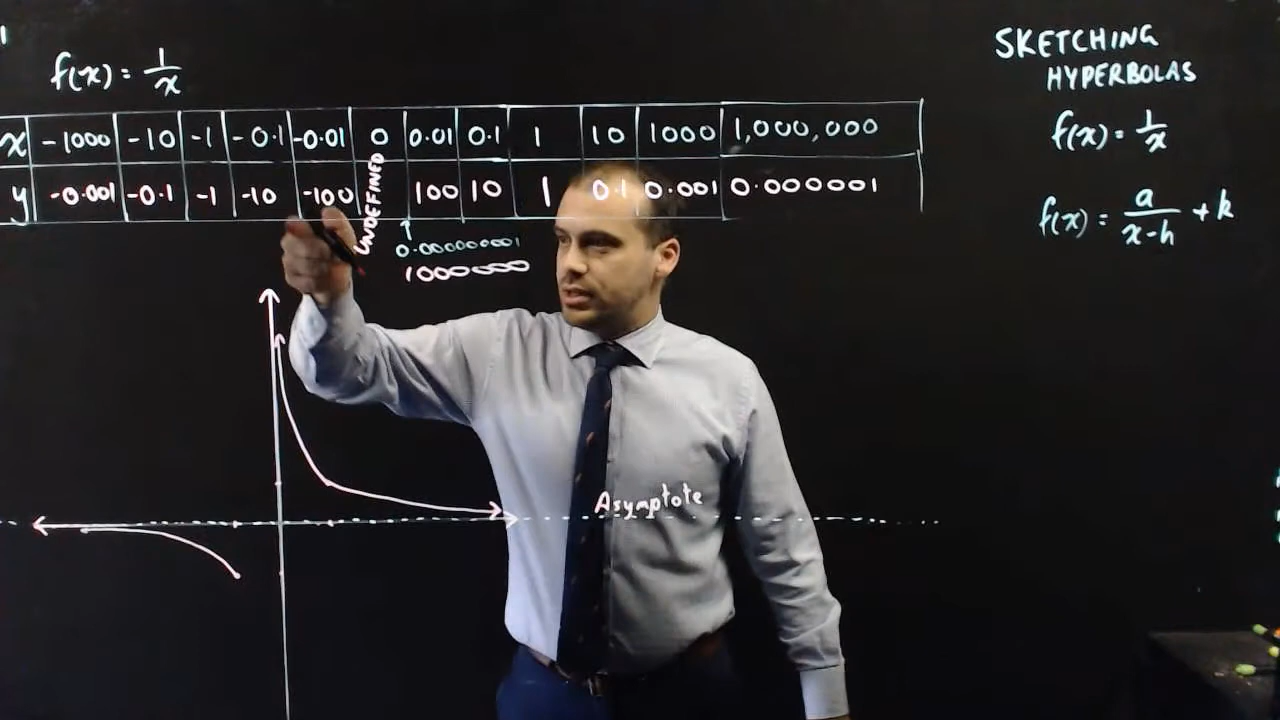 f(x) = 1/x
x -1000 -10 -1 -0.1 -0.01 0 0.01 0.1 1 10 1000 1,000,000
y -0.001 -0.1 -1 -10 -100 UNDEFINED 100 10 1 0.1 0.001 0.000001
0.000000001
1000000
Asymptote
SKETCHING
HYPERBOLAS
f(x) = 1/x
f(x) = a/(x-h) + k